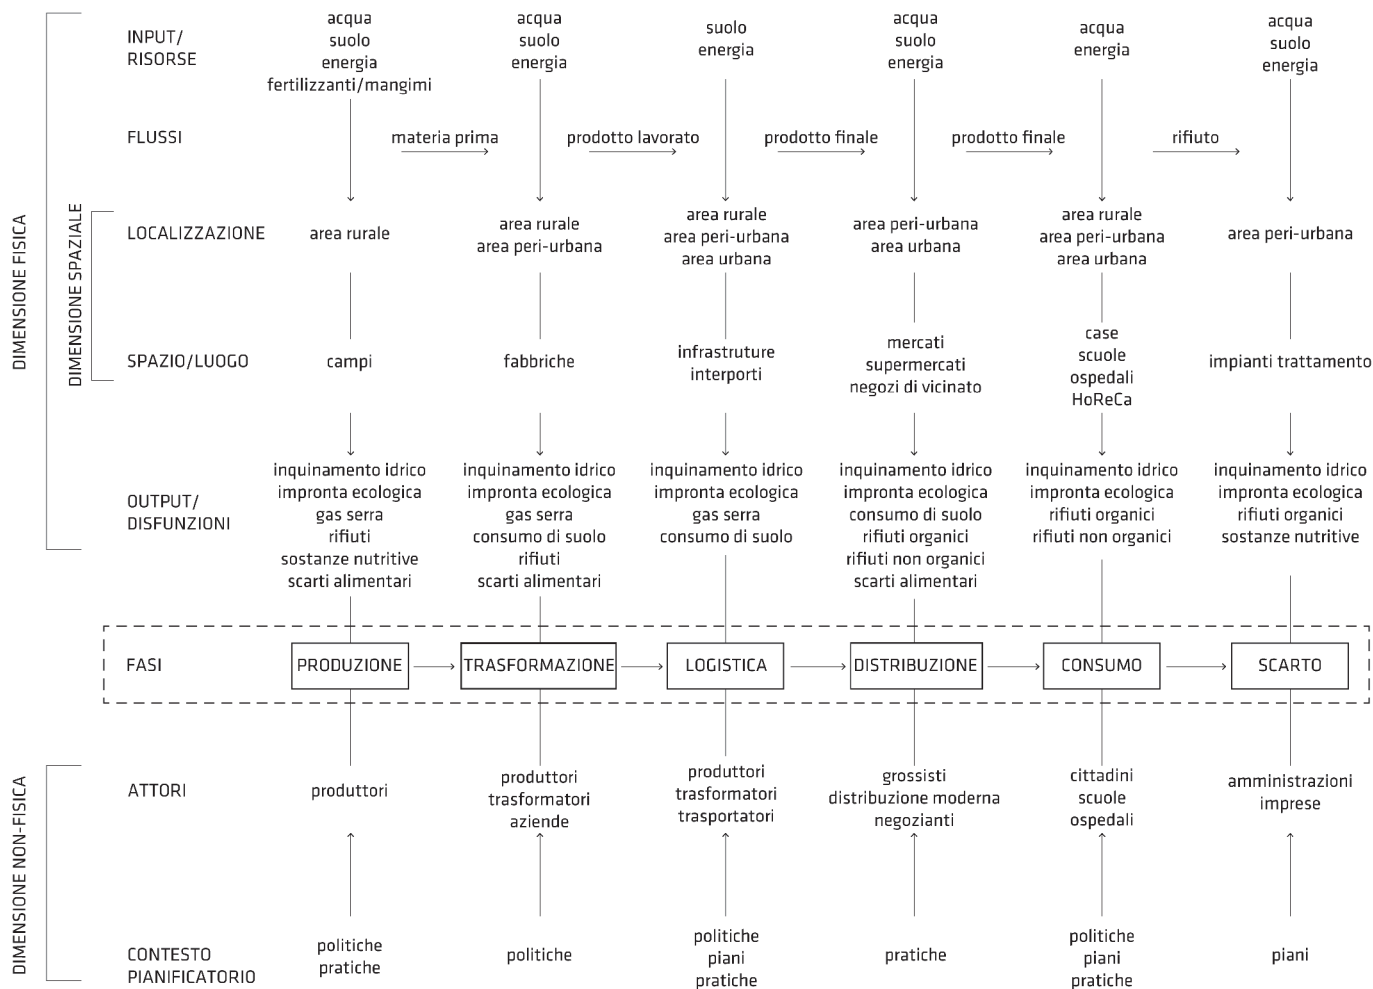 INPUT/
RISORSE
acqua
suolo
energia
fertilizzanti/mangimi
acqua
suolo
energia
suolo
energia
acqua
suolo
energia
acqua
energia
acqua
suolo
energia
FLUSSI
materia prima
prodotto lavorato
prodotto finale
prodotto finale
rifiuto
DIMENSIONE FISICA
DIMENSIONE SPAZIALE
LOCALIZZAZIONE
area rurale
area rurale
area peri-urbana
area rurale
area peri-urbana
area urbana
area peri-urbana
area urbana
area rurale
area peri-urbana
area urbana
area peri-urbana
SPAZIO/LUOGO
campi
fabbriche
infrastruture
interporti
mercati
supermercati
negozi di vicinato
case
scuole
ospedali
HoReCa
impianti trattamento
OUTPUT/
DISFUNZIONI
inquinamento idrico
impronta ecologica
gas serra
rifiuti
sostanze nutritive
scarti alimentari
inquinamento idrico
impronta ecologica
gas serra
consumo di suolo
rifiuti
scarti alimentari
inquinamento idrico
impronta ecologica
gas serra
consumo di suolo
inquinamento idrico
impronta ecologica
consumo di suolo
rifiuti organici
rifiuti non organici
scarti alimentari
inquinamento idrico
impronta ecologica
rifiuti organici
rifiuti non organici
inquinamento idrico
impronta ecologica
rifiuti organici
sostanze nutritive
FASI
PRODUZIONE
TRASFORMAZIONE
LOGISTICA
DISTRIBUZIONE
CONSUMO
SCARTO
DIMENSIONE NON-FISICA
ATTORI
produttori
produttori
trasformatori
aziende
produttori
trasformatori
trasportatori
grossisti
distribuzione moderna
negozianti
cittadini
scuole
ospedali
amministrazioni
imprese
CONTESTO
PIANIFICATORIO
politiche
pratiche
politiche
politiche
piani
pratiche
pratiche
politiche
piani
pratiche
piani